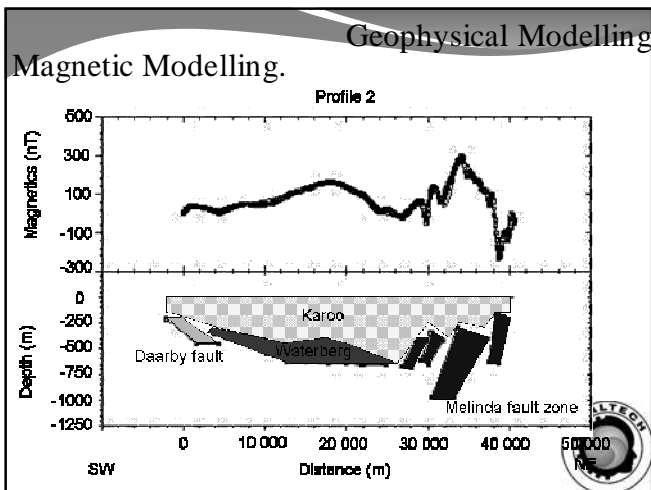 Geophysical Modelling
Magnetic Modelling.
Profile 2
Magnetics (nT)
500
300
100
-100
-300
Depth (m)
0
-250
-500
-750
-1000
-1250
Karoo
Waterberg
Daarby fault
Melinda fault zone
0
10 000
20 000
30 000
40 000
50 000
SW
Distance (m)
NE